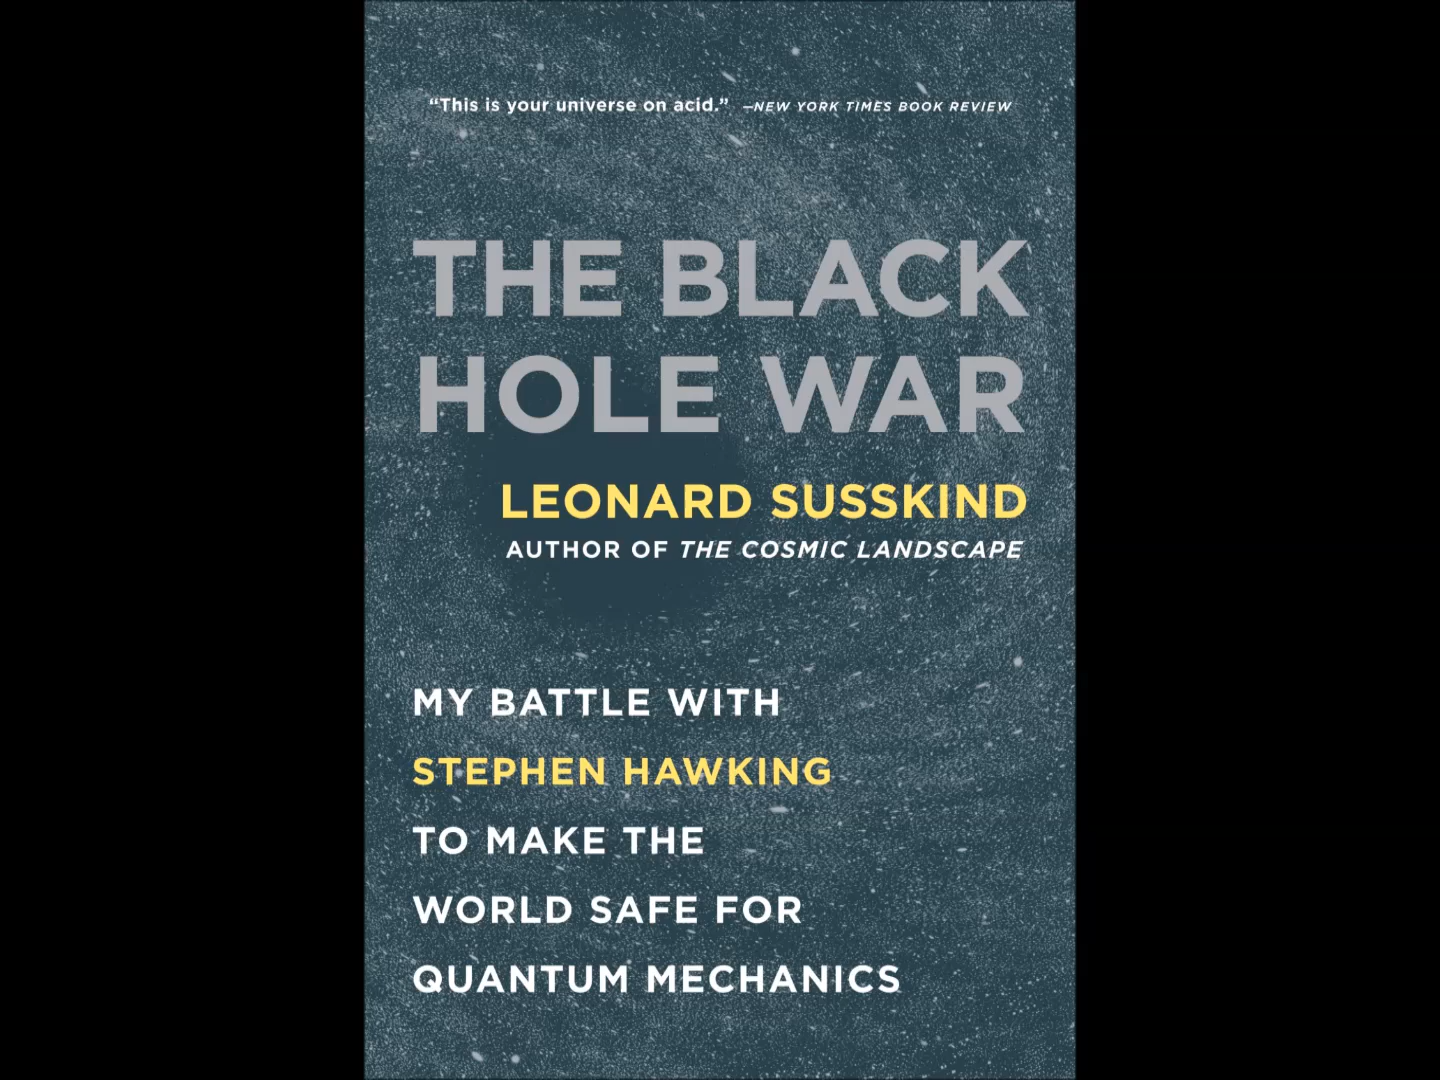 “This is your universe on acid.” —NEW YORK TIMES BOOK REVIEW
THE BLACK
HOLE WAR
LEONARD SUSSKIND
AUTHOR OF THE COSMIC LANDSCAPE
MY BATTLE WITH
STEPHEN HAWKING
TO MAKE THE
WORLD SAFE FOR
QUANTUM MECHANICS